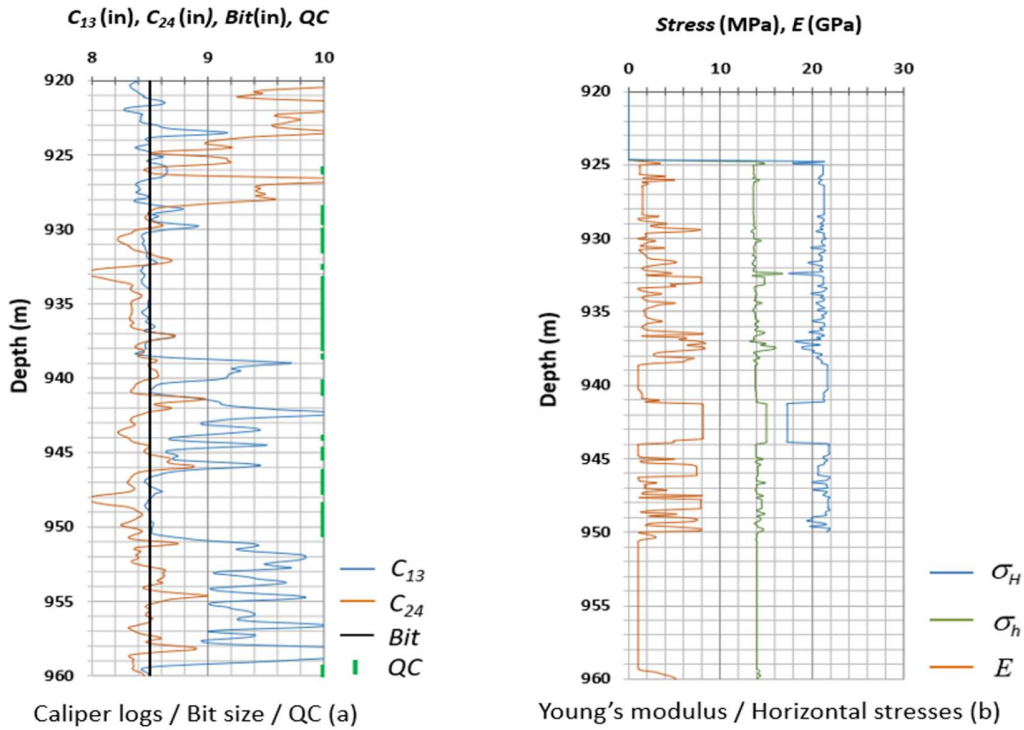 C13 (in), C24 (in), Bit(in), QC
8 9 10
920
925
930
935
940
945
950
955
960
Depth (m)
C13
C24
Bit
QC
Caliper logs / Bit size / QC (a)
Stress (MPa), E (GPa)
0 10 20 30
920
925
930
935
940
945
950
955
960
Depth (m)
σH
σh
E
Young's modulus / Horizontal stresses (b)